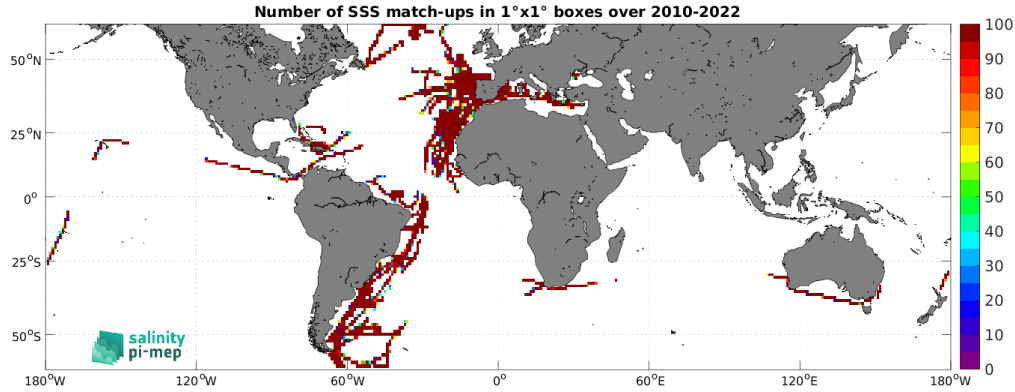 Number of SSS match-ups in 1°x1° boxes over 2010-2022
50°N
25°N
0°
25°S
50°S
180°W
120°W
60°W
0°
60°E
120°E
180°W
100
90
80
70
60
50
40
30
20
10
0
salinity
pi-mep